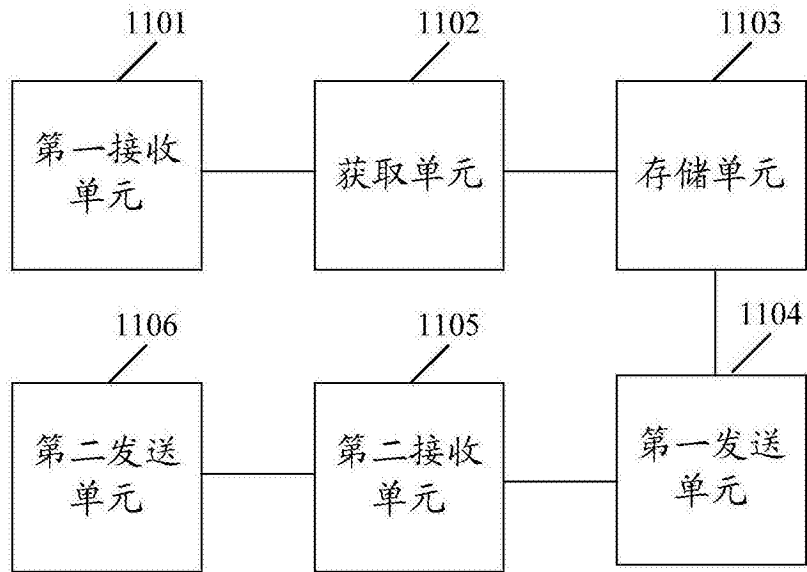 1101
1102
1103
第一接收
单元
获取单元
存储单元
1106
1105
1104
第二发送
单元
第二接收
单元
第一发送
单元